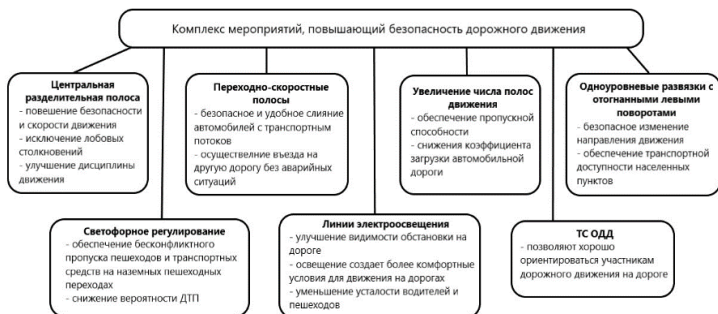 Комплекс мероприятий, повышающий безопасность дорожного движения
Центральная
разделительная полоса
- повешение безопасности
и скорости движения
- исключение лобовых
столкновений
- улучшение дисциплины
движения
Переходно-скоростные
полосы
- безопасное и удобное слияние
автомобилей с транспортным
потоков
- осуществление въезда на
другую дорогу без аварийных
ситуаций
Увеличение числа полос
движения
- обеспечение пропускной
способности
- снижения коэффициента
загрузки автомобильной
дороги
Одноуровневые развязки с
отогнанными левыми
поворотами
- безопасное изменение
направления движения
- обеспечение транспортной
доступности населенных
пунктов
Светофорное регулирование
- обеспечение бесконфликтного
пропуска пешеходов и транспортных
средств на наземных пешеходных
переходах
- снижение вероятности ДТП
Линии электроосвещения
- улучшение видимости обстановки на
дороге
- освещение создает более комфортные
условия для движения на дорогах
- уменьшение усталости водителей и
пешеходов
ТС ОДД
- позволяют хорошо
ориентироваться участникам
дорожного движения на дороге